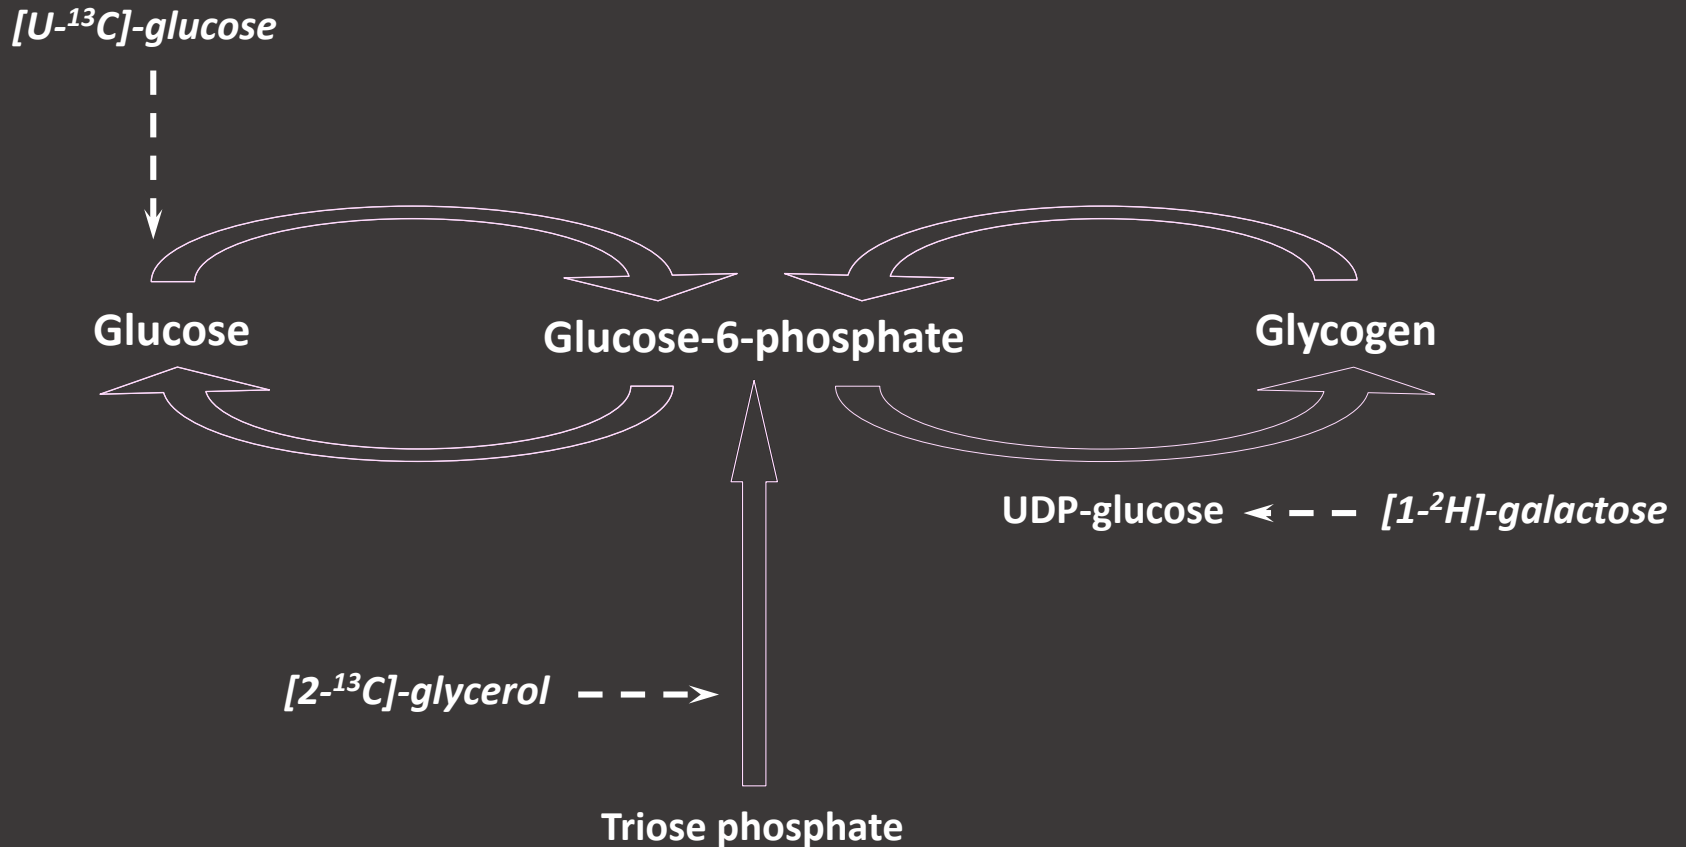 [U-¹³C]-glucose
Glucose
Glucose-6-phosphate
Glycogen
UDP-glucose
[1-²H]-galactose
[2-¹³C]-glycerol
Triose phosphate